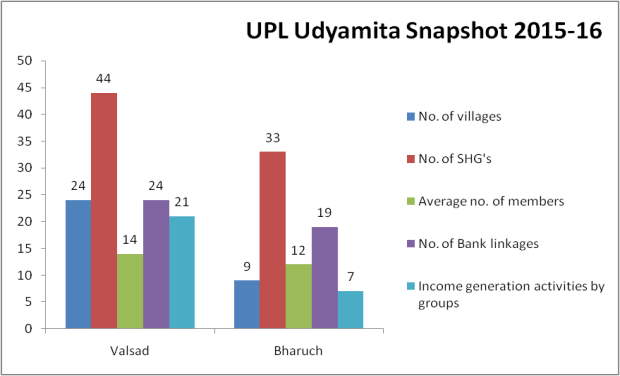 UPL Udyamita Snapshot 2015-16
50
45
40
35
30
25
20
15
10
5
0
24
44
14
24
21
9
33
12
19
7
Valsad
Bharuch
No. of villages
No. of SHG's
Average no. of members
No. of Bank linkages
Income generation activities by
groups